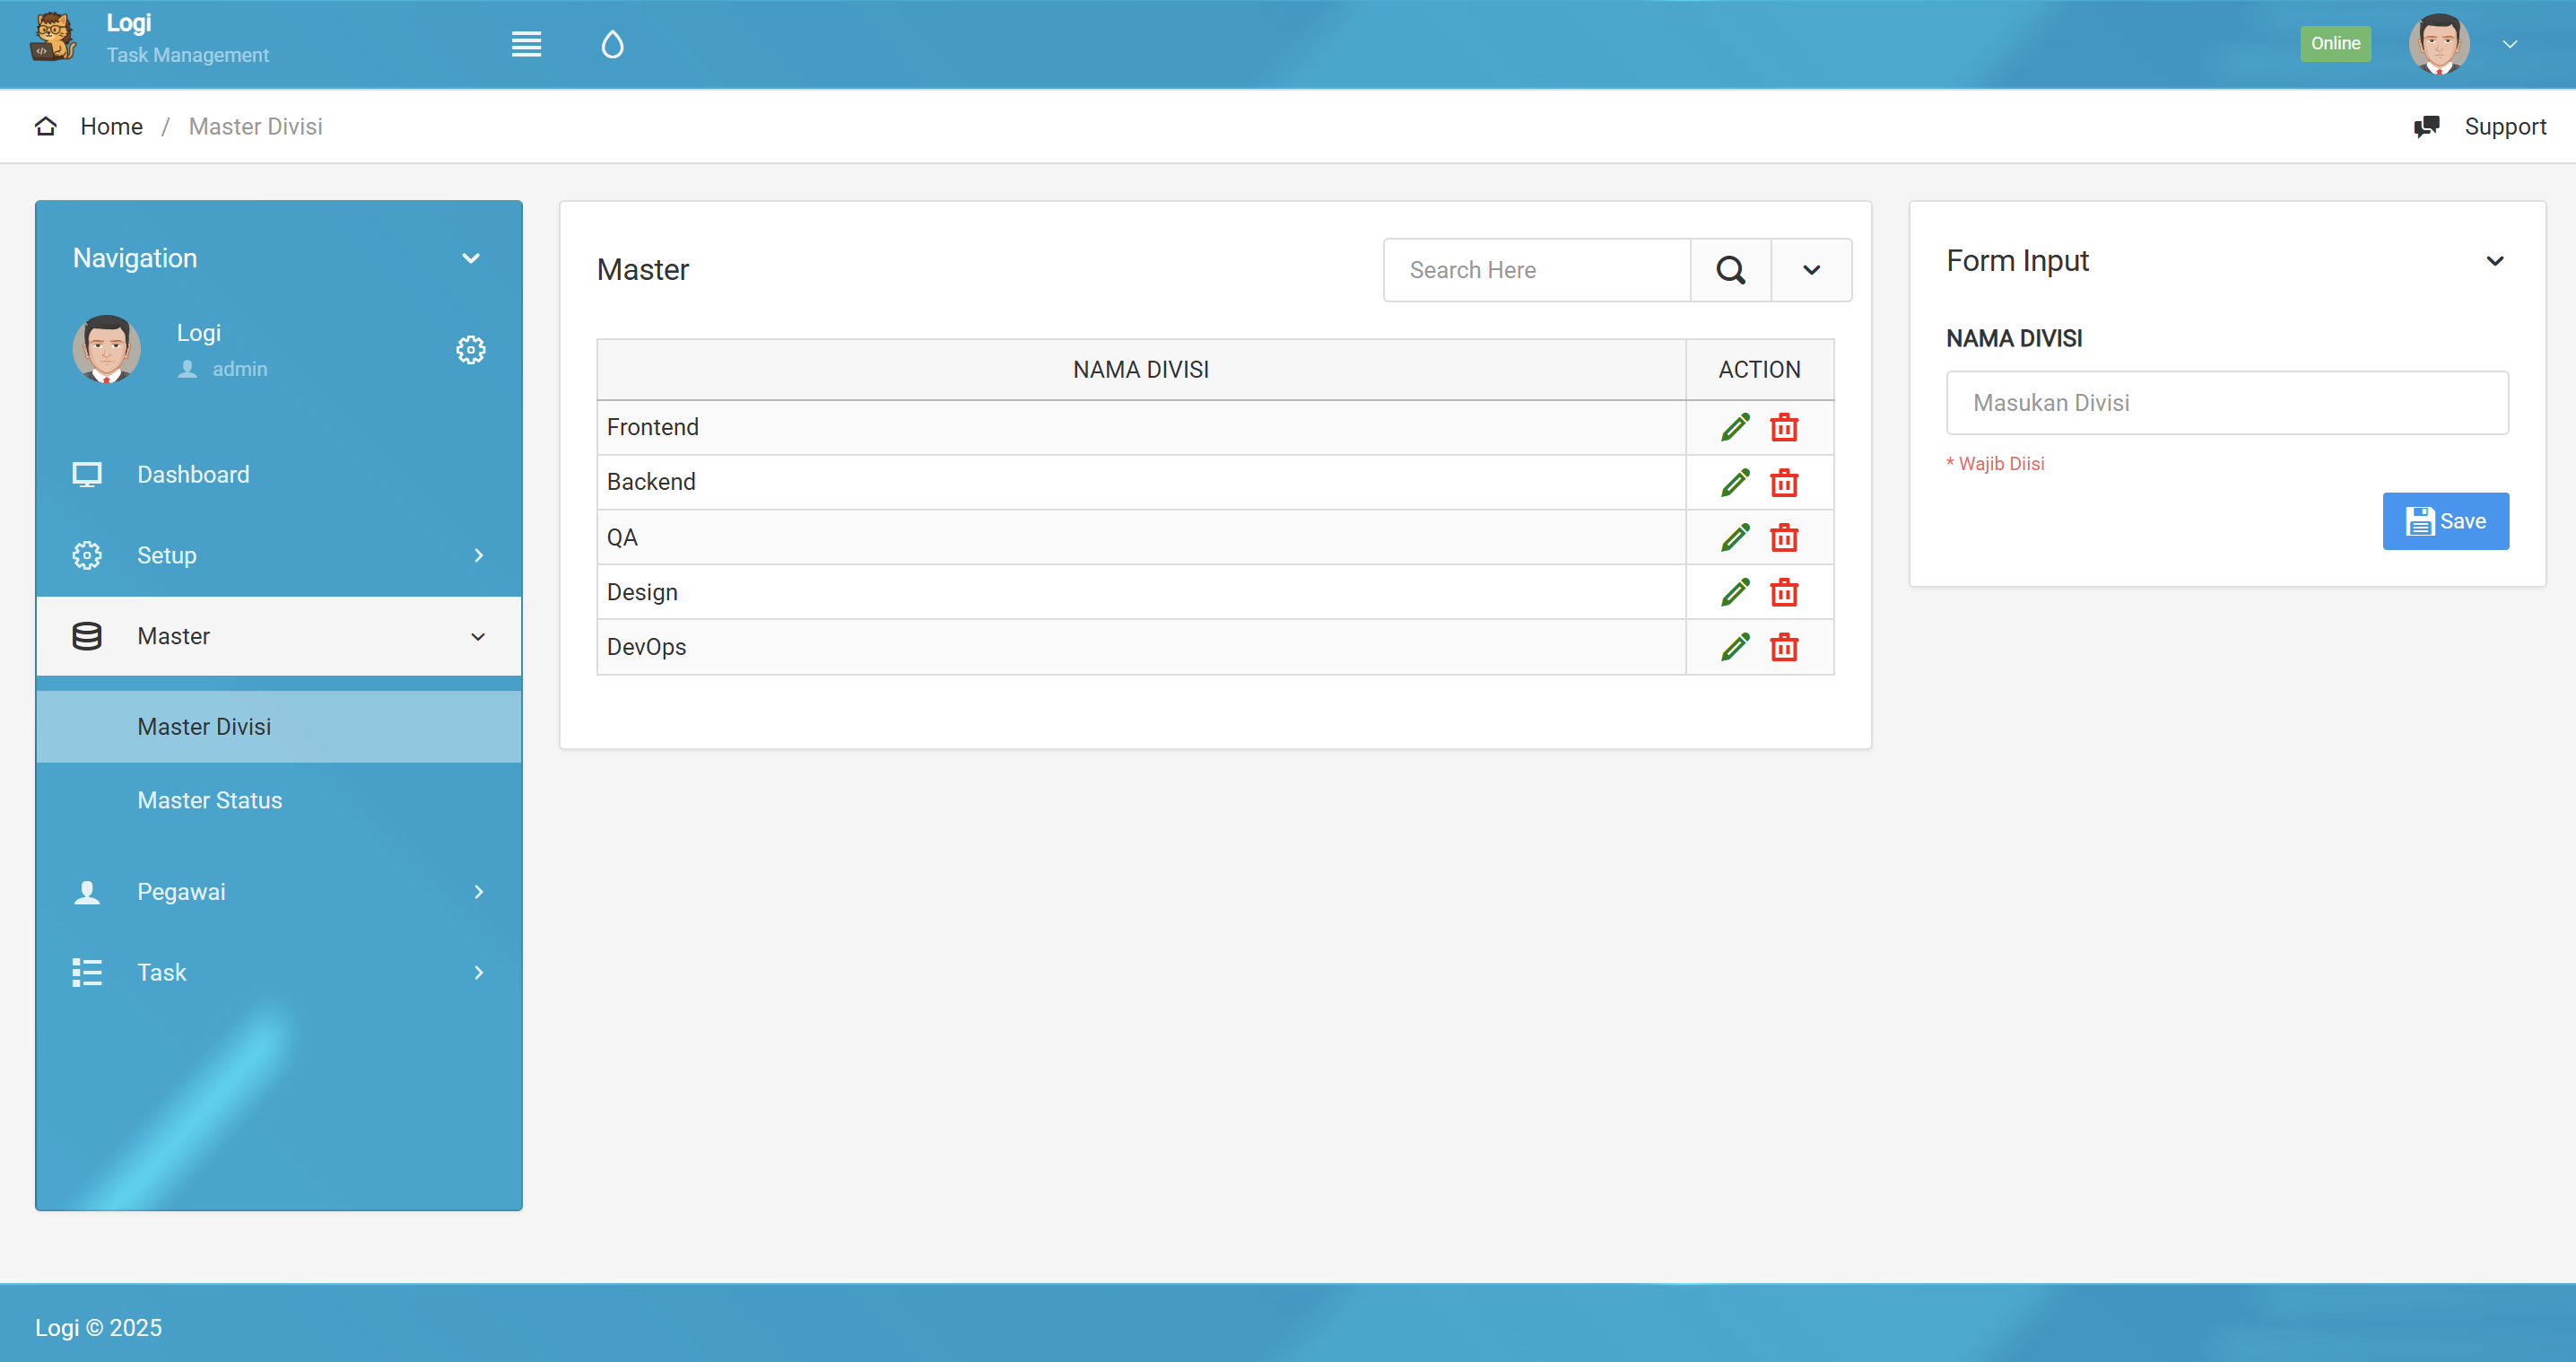 Logi
Task Management
Online
Home / Master Divisi
Support
Navigation
Logi
admin
Dashboard
Setup
Master
Master Divisi
Master Status
Pegawai
Task
Master
Search Here
NAMA DIVISI ACTION
Frontend
Backend
QA
Design
DevOps
Form Input
NAMA DIVISI
Masukan Divisi
* Wajib Diisi
Save
Logi © 2025